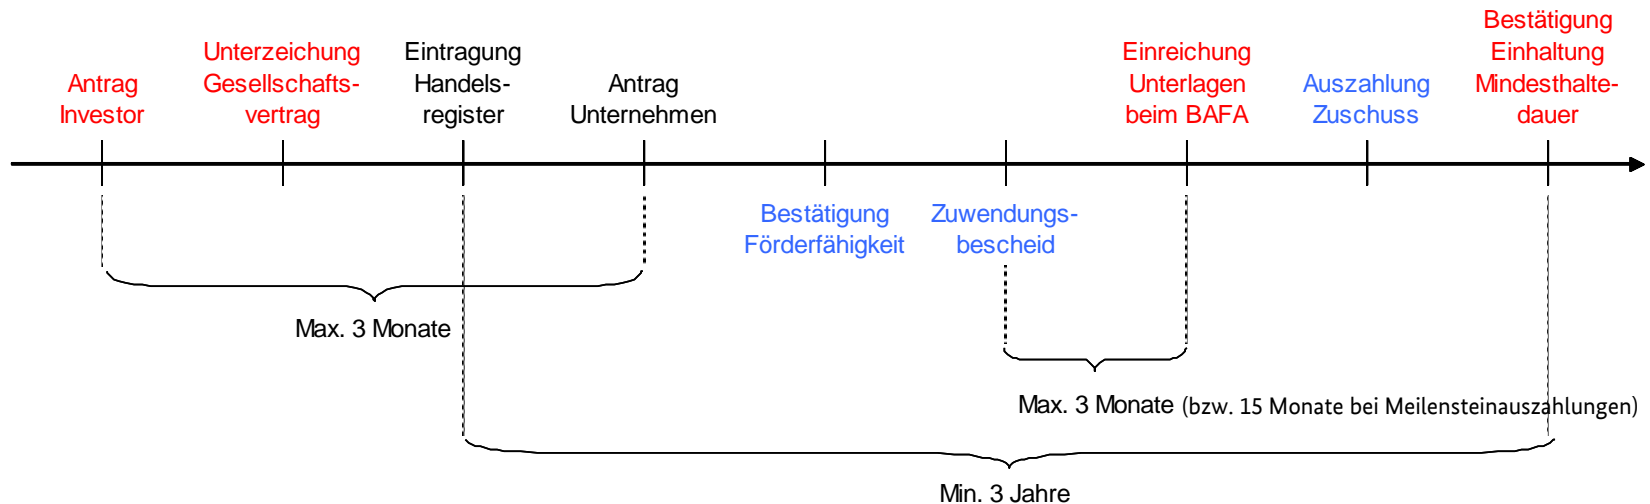 Antrag
Investor
Unterzeichung
Gesellschafts-
vertrag
Eintragung
Handels-
register
Antrag
Unternehmen
Bestätigung
Förderfähigkeit
Zuwendungs-
bescheid
Einreichung
Unterlagen
beim BAFA
Auszahlung
Zuschuss
Bestätigung
Einhaltung
Mindesthalte-
dauer
Max. 3 Monate
Max. 3 Monate (bzw. 15 Monate bei Meilensteinauszahlungen)
Min. 3 Jahre